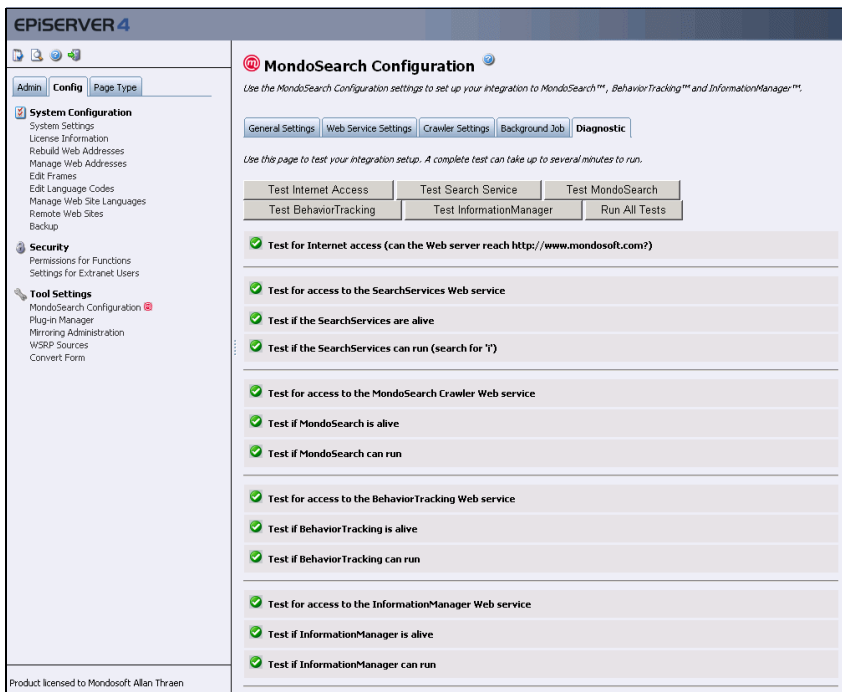 EPiSERVER 4
Admin Config Page Type
System Configuration
System Settings
License Information
Rebuild Web Addresses
Manage Web Addresses
Edit Frames
Edit Language Codes
Manage Web Site Languages
Remote Web Sites
Backup
Security
Permissions for Functions
Settings for Extranet Users
Tool Settings
MondoSearch Configuration
Plug-in Manager
Mirroring Administration
WSRP Sources
Convert Form
Product licensed to Mondosoft Allan Thraen
MondoSearch Configuration
Use the MondoSearch Configuration settings to set up your integration to MondoSearch™, BehaviorTracking™ and InformationManager™.
General Settings Web Service Settings Crawler Settings Background Job Diagnostic
Use this page to test your integration setup. A complete test can take up to several minutes to run.
Test Internet Access Test Search Service Test MondoSearch
Test BehaviorTracking Test InformationManager Run All Tests
Test for Internet access (can the Web server reach http://www.mondosoft.com?)
Test for access to the SearchServices Web service
Test if the SearchServices are alive
Test if the SearchServices can run (search for 'i')
Test for access to the MondoSearch Crawler Web service
Test if MondoSearch is alive
Test if MondoSearch can run
Test for access to the BehaviorTracking Web service
Test if BehaviorTracking is alive
Test if BehaviorTracking can run
Test for access to the InformationManager Web service
Test if InformationManager is alive
Test if InformationManager can run